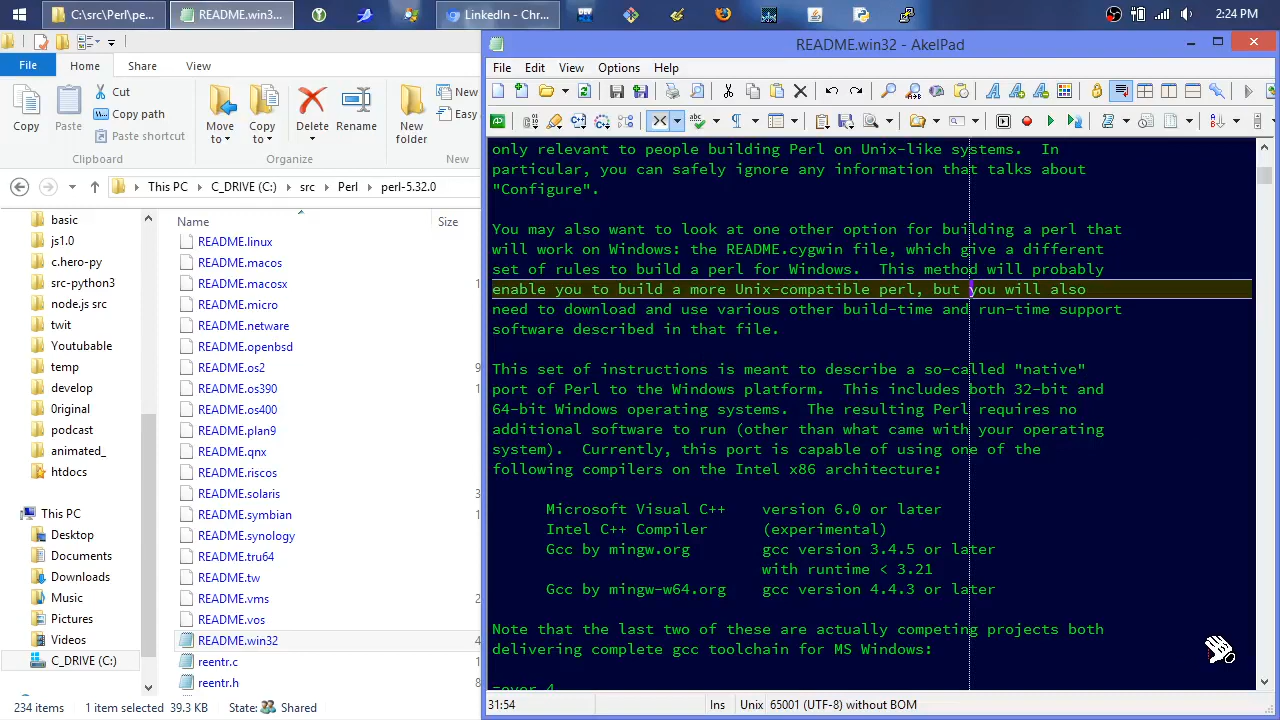 C:\src\Perl\pe...
README.win3...
LinkedIn - Chr...
2:24 PM
File
Home
Share
View
Copy
Paste
Cut
Copy path
Paste shortcut
Move to
Copy to
Delete
Rename
New folder
New
Easy
Clipboard
Organize
New
This PC
C_DRIVE (C:)
src
Perl
perl-5.32.0
Name
Size
basic
js1.0
c.hero-py
src-python3
node.js src
twit
Youtubable
temp
develop
0riginal
podcast
animated_
htdocs
This PC
Desktop
Documents
Downloads
Music
Pictures
Videos
C_DRIVE (C:)
README.linux
README.macos
README.macosx
README.micro
README.netware
README.openbsd
README.os2
README.os390
README.os400
README.plan9
README.qnx
README.riscos
README.solaris
README.symbian
README.synology
README.tru64
README.tw
README.vms
README.vos
README.win32
reentr.c
reentr.h
234 items
1 item selected
39.3 KB
State:
Shared
README.win32 - AkelPad
File
Edit
View
Options
Help
only relevant to people building Perl on Unix-like systems. In
particular, you can safely ignore any information that talks about
"Configure".
You may also want to look at one other option for building a perl that
will work on Windows: the README.cygwin file, which give a different
set of rules to build a perl for Windows. This method will probably
enable you to build a more Unix-compatible perl, but you will also
need to download and use various other build-time and run-time support
software described in that file.
This set of instructions is meant to describe a so-called "native"
port of Perl to the Windows platform. This includes both 32-bit and
64-bit Windows operating systems. The resulting Perl requires no
additional software to run (other than what came with your operating
system). Currently, this port is capable of using one of the
following compilers on the Intel x86 architecture:
Microsoft Visual C++ version 6.0 or later
Intel C++ Compiler (experimental)
Gcc by mingw.org gcc version 3.4.5 or later
with runtime < 3.21
Gcc by mingw-w64.org gcc version 4.4.3 or later
Note that the last two of these are actually competing projects both
delivering complete gcc toolchain for MS Windows:
=over 4
31:54
Ins
Unix
65001 (UTF-8) without BOM